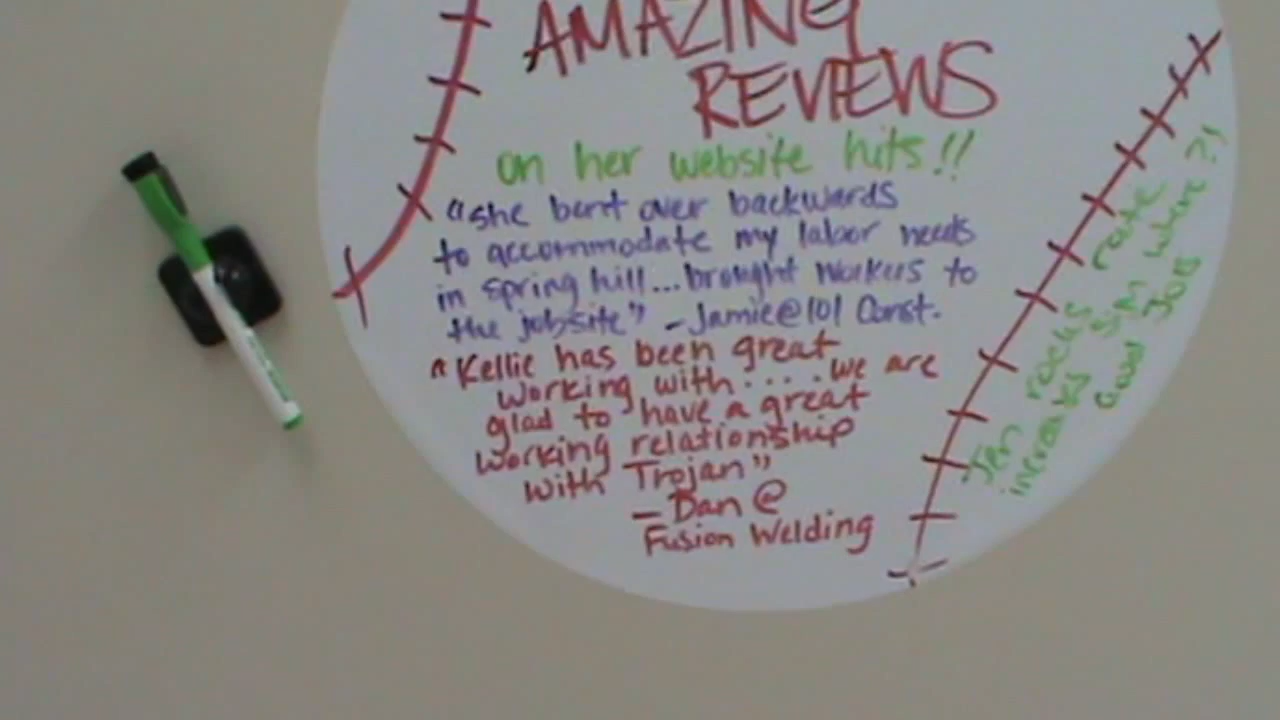 AMAZING
REVIEWS
on her website hits!!
"she bent over backwards
to accommodate my labor needs
in spring hill...brought workers to
the jobsite" - Jamie@101 Const.
"Kellie has been great
working with.....we are
glad to have a great
working relationship
with Trojan"
- Dan @
Fusion Welding
Jen rocks rate
Good Job